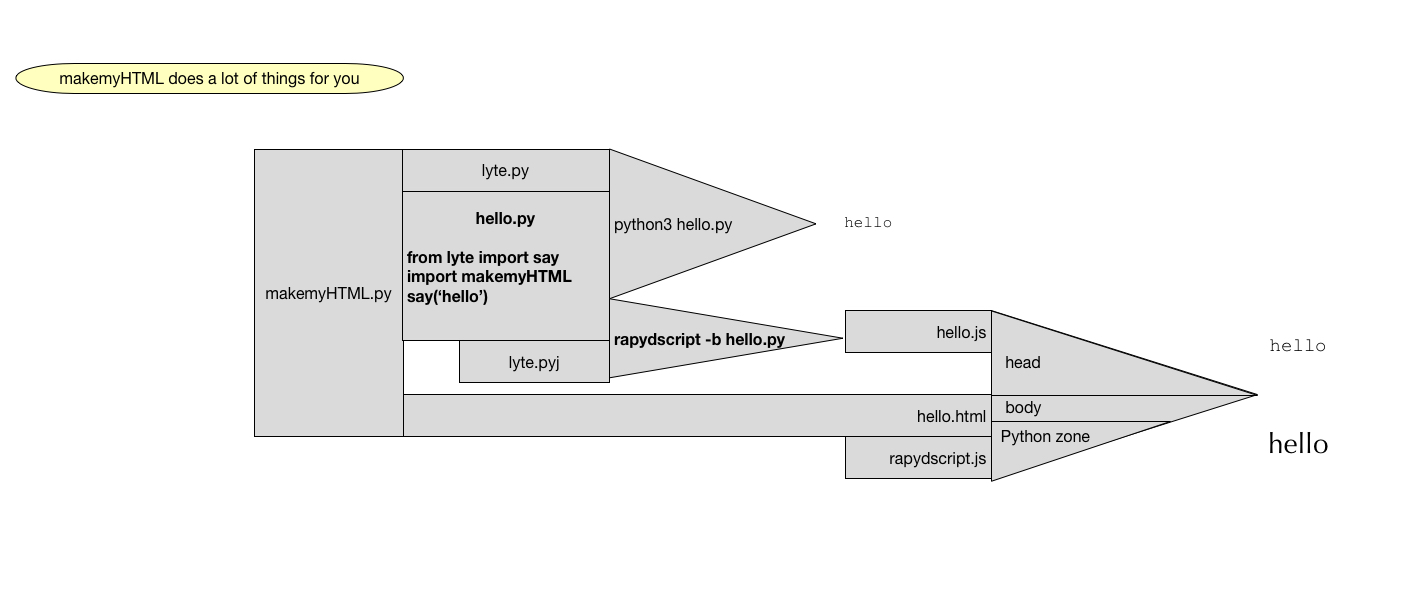 makemyHTML does a lot of things for you
makemyHTML.py
lyte.py
hello.py
from lyte import say
import makemyHTML
say(‘hello’)
lyte.pyj
python3 hello.py
hello
rapydscript -b hello.py
hello.js
hello.html
rapydscript.js
head
body
Python zone
hello
hello